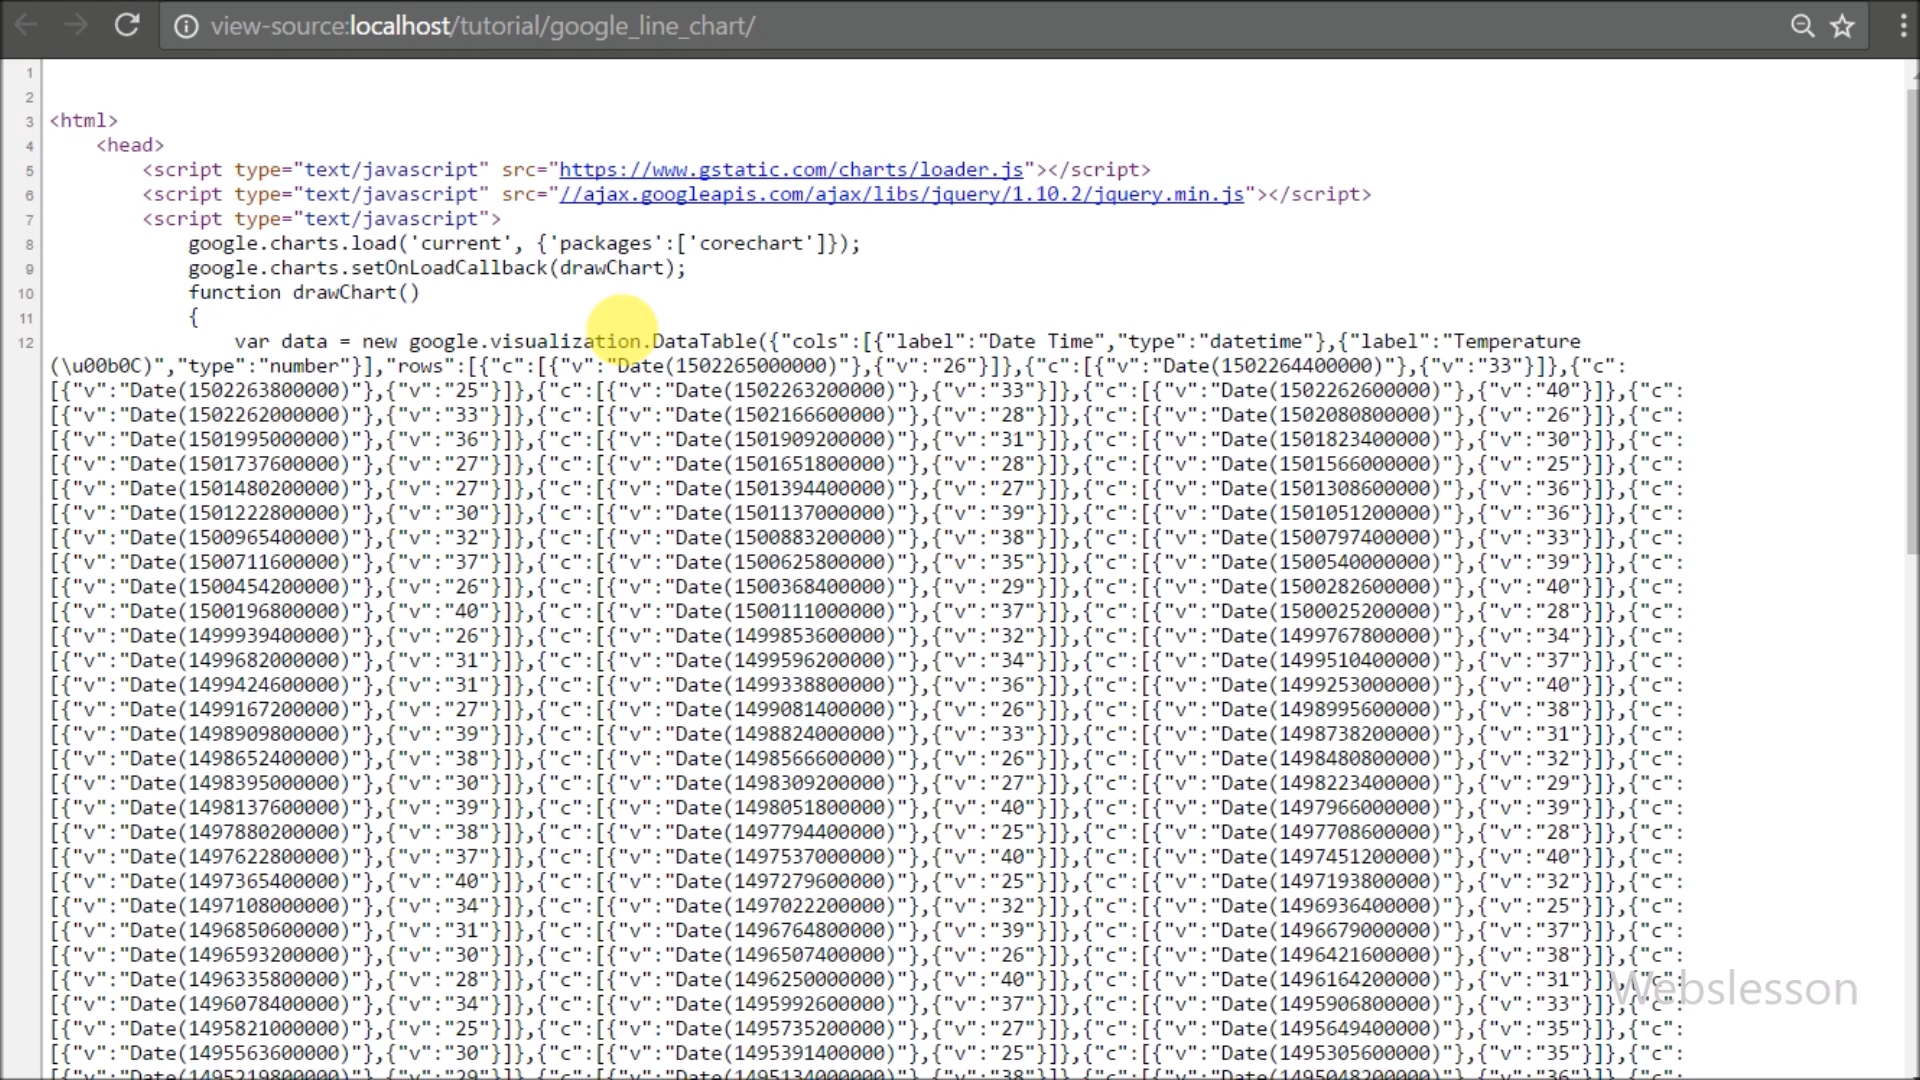 view-source:localhost/tutorial/google_line_chart/
1
2
3 <html>
4 <head>
5 <script type="text/javascript" src="https://www.gstatic.com/charts/loader.js"></script>
6 <script type="text/javascript" src="//ajax.googleapis.com/ajax/libs/jquery/1.10.2/jquery.min.js"></script>
7 <script type="text/javascript">
8 google.charts.load('current', {'packages':['corechart']});
9 google.charts.setOnLoadCallback(drawChart);
10 function drawChart()
11 {
12 var data = new google.visualization.DataTable({"cols":[{"label":"Date Time","type":"datetime"},{"label":"Temperature
(\u00b0C)","type":"number"}],"rows":[{"c":[{"v":"Date(1502265000000)"},{"v":"26"}]},{"c":[{"v":"Date(1502264400000)"},{"v":"33"}]},{"c":
[{"v":"Date(1502263800000)"},{"v":"25"}]},{"c":[{"v":"Date(1502263200000)"},{"v":"33"}]},{"c":[{"v":"Date(1502262600000)"},{"v":"40"}]},{"c":
[{"v":"Date(1502262000000)"},{"v":"33"}]},{"c":[{"v":"Date(1502166600000)"},{"v":"28"}]},{"c":[{"v":"Date(1502080800000)"},{"v":"26"}]},{"c":
[{"v":"Date(1501995000000)"},{"v":"36"}]},{"c":[{"v":"Date(1501909200000)"},{"v":"31"}]},{"c":[{"v":"Date(1501823400000)"},{"v":"30"}]},{"c":
[{"v":"Date(1501737600000)"},{"v":"27"}]},{"c":[{"v":"Date(1501651800000)"},{"v":"28"}]},{"c":[{"v":"Date(1501566000000)"},{"v":"25"}]},{"c":
[{"v":"Date(1501480200000)"},{"v":"27"}]},{"c":[{"v":"Date(1501394400000)"},{"v":"27"}]},{"c":[{"v":"Date(1501308600000)"},{"v":"36"}]},{"c":
[{"v":"Date(1501222800000)"},{"v":"30"}]},{"c":[{"v":"Date(1501137000000)"},{"v":"39"}]},{"c":[{"v":"Date(1501051200000)"},{"v":"36"}]},{"c":
[{"v":"Date(1500965400000)"},{"v":"32"}]},{"c":[{"v":"Date(1500883200000)"},{"v":"38"}]},{"c":[{"v":"Date(1500797400000)"},{"v":"33"}]},{"c":
[{"v":"Date(1500711600000)"},{"v":"37"}]},{"c":[{"v":"Date(1500625800000)"},{"v":"35"}]},{"c":[{"v":"Date(1500540000000)"},{"v":"39"}]},{"c":
[{"v":"Date(1500454200000)"},{"v":"26"}]},{"c":[{"v":"Date(1500368400000)"},{"v":"29"}]},{"c":[{"v":"Date(1500282600000)"},{"v":"40"}]},{"c":
[{"v":"Date(1500196800000)"},{"v":"40"}]},{"c":[{"v":"Date(1500111000000)"},{"v":"37"}]},{"c":[{"v":"Date(1500025200000)"},{"v":"28"}]},{"c":
[{"v":"Date(1499939400000)"},{"v":"26"}]},{"c":[{"v":"Date(1499853600000)"},{"v":"32"}]},{"c":[{"v":"Date(1499767800000)"},{"v":"34"}]},{"c":
[{"v":"Date(1499682000000)"},{"v":"31"}]},{"c":[{"v":"Date(1499596200000)"},{"v":"34"}]},{"c":[{"v":"Date(1499510400000)"},{"v":"37"}]},{"c":
[{"v":"Date(1499424600000)"},{"v":"31"}]},{"c":[{"v":"Date(1499338800000)"},{"v":"36"}]},{"c":[{"v":"Date(1499253000000)"},{"v":"40"}]},{"c":
[{"v":"Date(1499167200000)"},{"v":"27"}]},{"c":[{"v":"Date(1499081400000)"},{"v":"26"}]},{"c":[{"v":"Date(1498995600000)"},{"v":"38"}]},{"c":
[{"v":"Date(1498909800000)"},{"v":"39"}]},{"c":[{"v":"Date(1498824000000)"},{"v":"33"}]},{"c":[{"v":"Date(1498738200000)"},{"v":"31"}]},{"c":
[{"v":"Date(1498652400000)"},{"v":"38"}]},{"c":[{"v":"Date(1498566600000)"},{"v":"26"}]},{"c":[{"v":"Date(1498480800000)"},{"v":"32"}]},{"c":
[{"v":"Date(1498395000000)"},{"v":"30"}]},{"c":[{"v":"Date(1498309200000)"},{"v":"27"}]},{"c":[{"v":"Date(1498223400000)"},{"v":"29"}]},{"c":
[{"v":"Date(1498137600000)"},{"v":"39"}]},{"c":[{"v":"Date(1498051800000)"},{"v":"40"}]},{"c":[{"v":"Date(1497966000000)"},{"v":"39"}]},{"c":
[{"v":"Date(1497880200000)"},{"v":"38"}]},{"c":[{"v":"Date(1497794400000)"},{"v":"25"}]},{"c":[{"v":"Date(1497708600000)"},{"v":"28"}]},{"c":
[{"v":"Date(1497622800000)"},{"v":"37"}]},{"c":[{"v":"Date(1497537000000)"},{"v":"40"}]},{"c":[{"v":"Date(1497451200000)"},{"v":"40"}]},{"c":
[{"v":"Date(1497365400000)"},{"v":"40"}]},{"c":[{"v":"Date(1497279600000)"},{"v":"25"}]},{"c":[{"v":"Date(1497193800000)"},{"v":"32"}]},{"c":
[{"v":"Date(1497108000000)"},{"v":"34"}]},{"c":[{"v":"Date(1497022200000)"},{"v":"32"}]},{"c":[{"v":"Date(1496936400000)"},{"v":"25"}]},{"c":
[{"v":"Date(1496850600000)"},{"v":"31"}]},{"c":[{"v":"Date(1496764800000)"},{"v":"39"}]},{"c":[{"v":"Date(1496679000000)"},{"v":"37"}]},{"c":
[{"v":"Date(1496593200000)"},{"v":"30"}]},{"c":[{"v":"Date(1496507400000)"},{"v":"26"}]},{"c":[{"v":"Date(1496421600000)"},{"v":"38"}]},{"c":
[{"v":"Date(1496335800000)"},{"v":"28"}]},{"c":[{"v":"Date(1496250000000)"},{"v":"40"}]},{"c":[{"v":"Date(1496164200000)"},{"v":"31"}]},{"c":
[{"v":"Date(1496078400000)"},{"v":"34"}]},{"c":[{"v":"Date(1495992600000)"},{"v":"37"}]},{"c":[{"v":"Date(1495906800000)"},{"v":"33"}]},{"c":
[{"v":"Date(1495821000000)"},{"v":"25"}]},{"c":[{"v":"Date(1495735200000)"},{"v":"27"}]},{"c":[{"v":"Date(1495649400000)"},{"v":"35"}]},{"c":
[{"v":"Date(1495563600000)"},{"v":"30"}]},{"c":[{"v":"Date(1495391400000)"},{"v":"25"}]},{"c":[{"v":"Date(1495305600000)"},{"v":"35"}]},{"c":
[{"v":"Date(1495219800000)"},{"v":"29"}]},{"c":[{"v":"Date(1495134000000)"},{"v":"38"}]},{"c":[{"v":"Date(1495048200000)"},{"v":"36"}]},{"c":
Webslesson